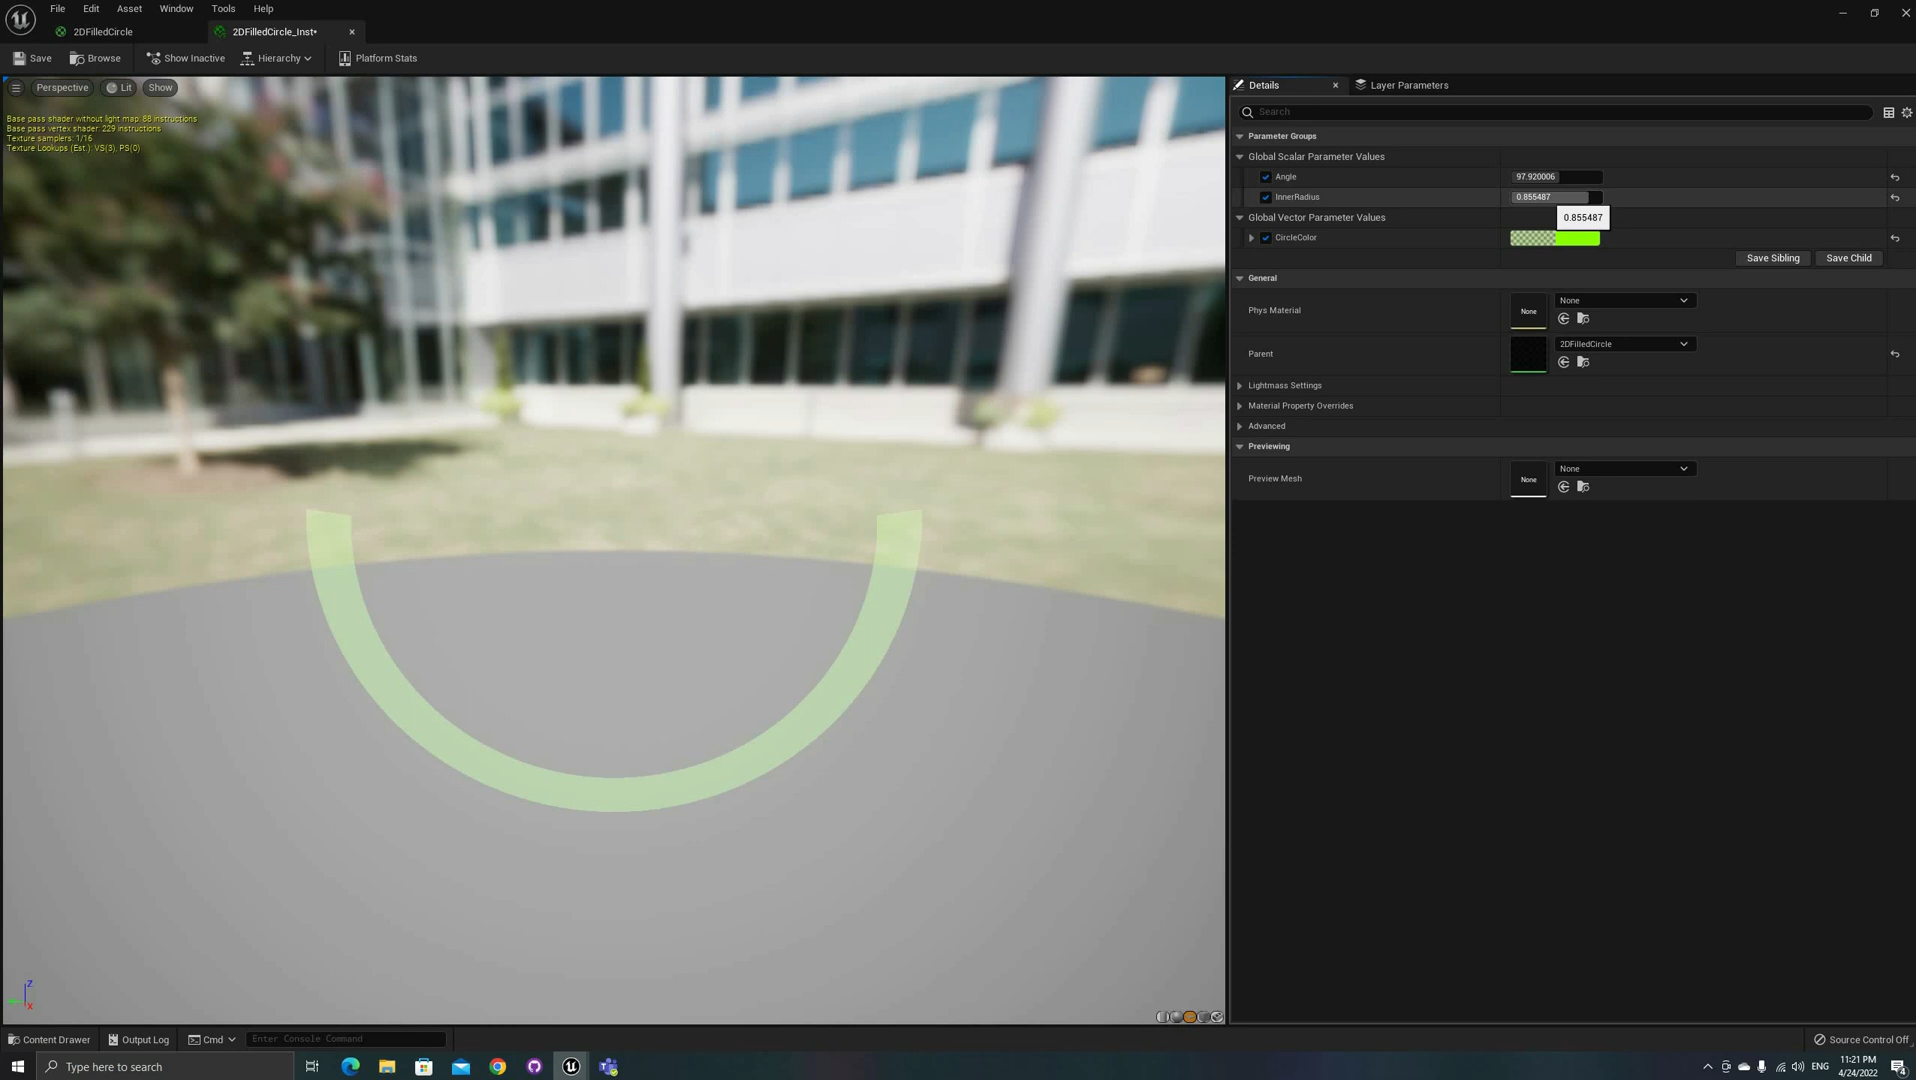 File Edit Asset Window Tools Help
2DFilledCircle 2DFilledCircle_Inst•
Save Browse Show Inactive Hierarchy Platform Stats
Perspective Lit Show
Base pass shader without light map: 88 instructions
Base pass vertex shader: 229 instructions
Texture samplers: 1/16
Texture Lookups (Est.): VS(3), PS(0)
Z
X
Details Layer Parameters
Search
Parameter Groups
Global Scalar Parameter Values
Angle 97.920006
InnerRadius 0.855487
0.855487
Global Vector Parameter Values
CircleColor
Save Sibling Save Child
General
Phys Material None None
Parent 2DFilledCircle
Lightmass Settings
Material Property Overrides
Advanced
Previewing
Preview Mesh None None
Content Drawer Output Log Cmd Enter Console Command Source Control Off
Type here to search ENG 11:21 PM
4/24/2022
4